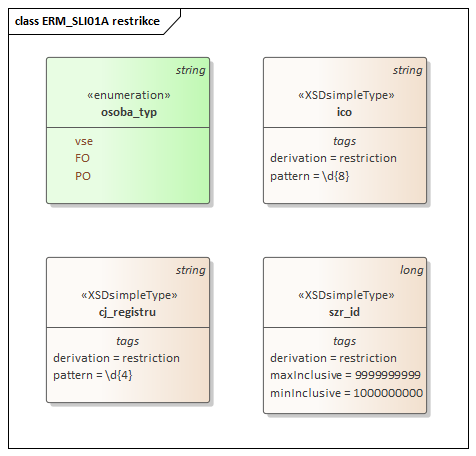 class ERM_SLI01A restrikce
string
«enumeration»
osoba_typ
vse
FO
PO
string
«XSDsimpleType»
ico
tags
derivation = restriction
pattern = \d{8}
string
«XSDsimpleType»
cj_registru
tags
derivation = restriction
pattern = \d{4}
long
«XSDsimpleType»
szr_id
tags
derivation = restriction
maxInclusive = 9999999999
minInclusive = 1000000000